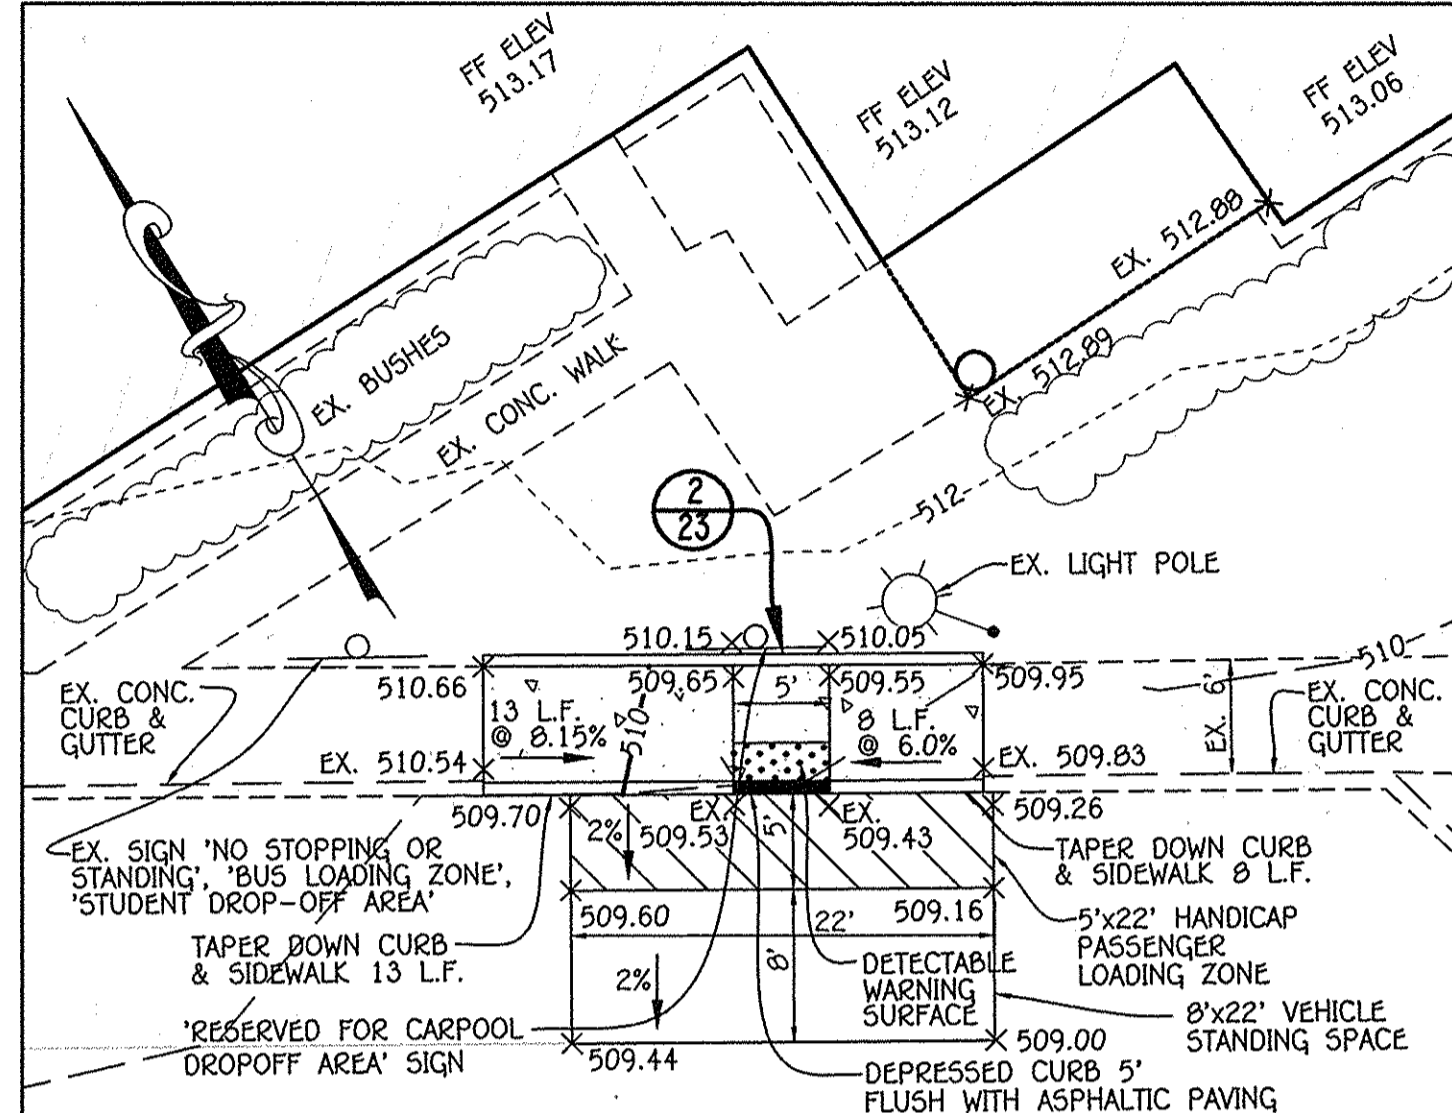 FF ELEV
513.17
FF ELEV
513.12
FF ELEV
513.06
EX. 512.88
EX. 512.89
EX. BUSHES
EX. CONC. WALK
2
23
512
EX. LIGHT POLE
510.15
510.05
510
510.66
509.65
5'
509.55
509.95
EX. CONC.
CURB &
GUTTER
13 L.F.
@ 8.15%
510
8 L.F.
@ 6.0%
EX. 6'
EX. CONC.
CURB &
GUTTER
EX. 510.54
EX. 509.83
509.70
2%
EX.
509.53
5'
EX.
509.43
509.26
EX. SIGN 'NO STOPPING OR
STANDING', 'BUS LOADING ZONE',
'STUDENT DROP-OFF AREA'
TAPER DOWN CURB
& SIDEWALK 8 L.F.
509.60
22'
509.16
5'x22' HANDICAP
PASSENGER
LOADING ZONE
TAPER DOWN CURB
& SIDEWALK 13 L.F.
2%
8'
DETECTABLE
WARNING
SURFACE
'RESERVED FOR CARPOOL
DROPOFF AREA' SIGN
8'x22' VEHICLE
STANDING SPACE
509.44
509.00
DEPRESSED CURB 5'
FLUSH WITH ASPHALTIC PAVING